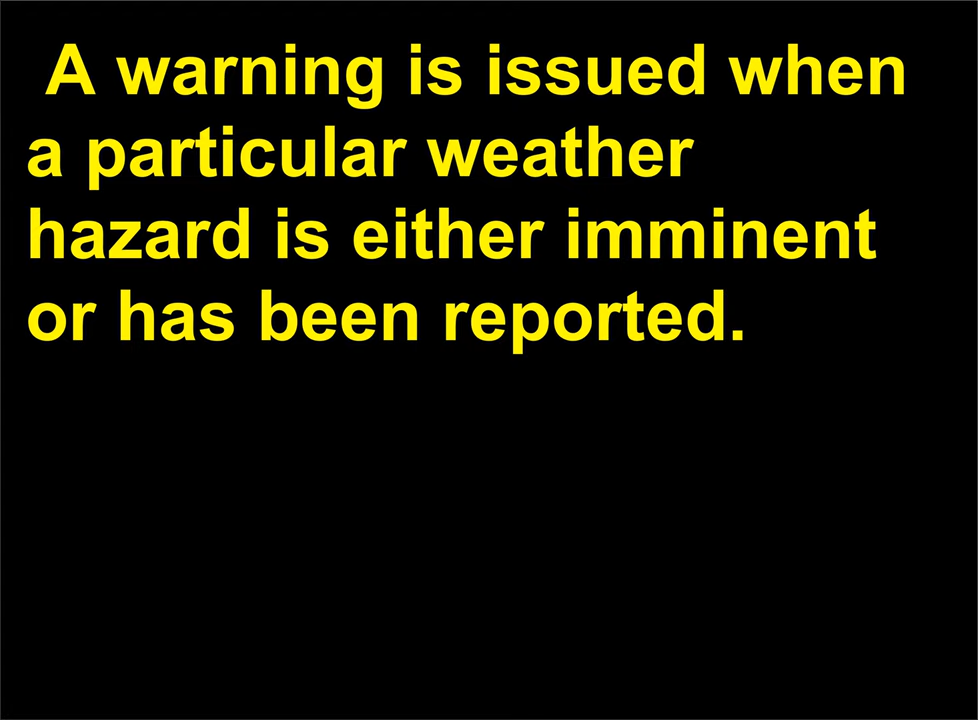 A warning is issued when
a particular weather
hazard is either imminent
or has been reported.